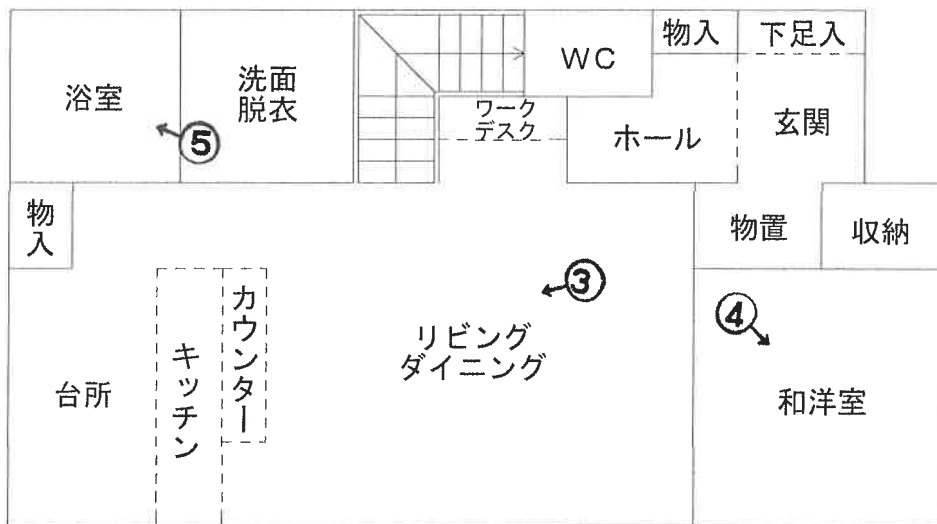 浴室
洗面
脱衣
WC
物入
下足入
ワーク
デスク
ホール
玄関
⑤
物入
物置
収納
③
④
カウンター
キッチン
リビング
ダイニング
台所
和洋室